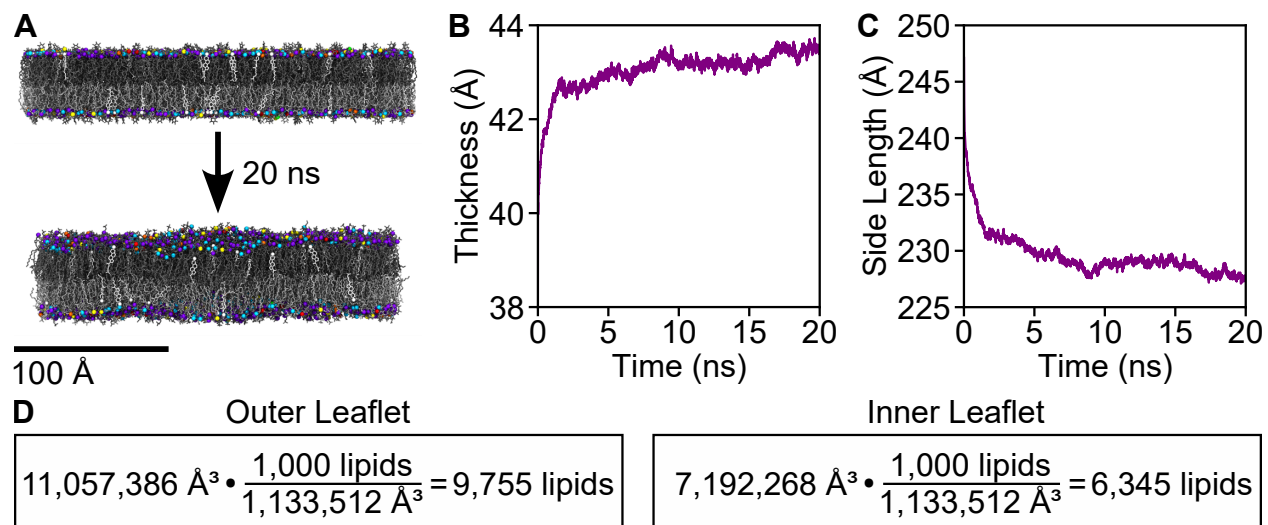 A
20 ns
100 Å
B
Thickness (Å)
44
42
40
38
0
5
10
15
20
Time (ns)
C
Side Length (Å)
250
245
240
235
230
225
0
5
10
15
20
Time (ns)
D
Outer Leaflet
11,057,386 Å³ • 1,000 lipids / 1,133,512 Å³ = 9,755 lipids
Inner Leaflet
7,192,268 Å³ • 1,000 lipids / 1,133,512 Å³ = 6,345 lipids